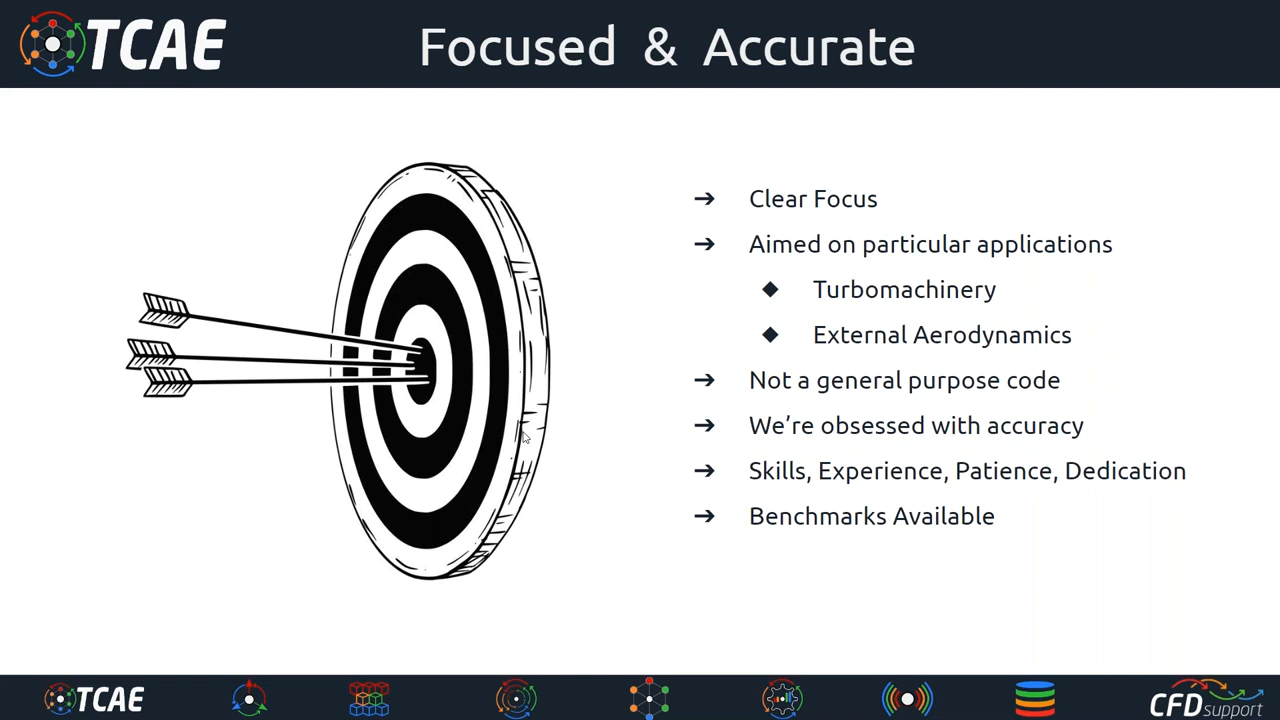 TCAE
Focused & Accurate
➔ Clear Focus
➔ Aimed on particular applications
◆ Turbomachinery
◆ External Aerodynamics
➔ Not a general purpose code
➔ We’re obsessed with accuracy
➔ Skills, Experience, Patience, Dedication
➔ Benchmarks Available
TCAE
CFDsupport